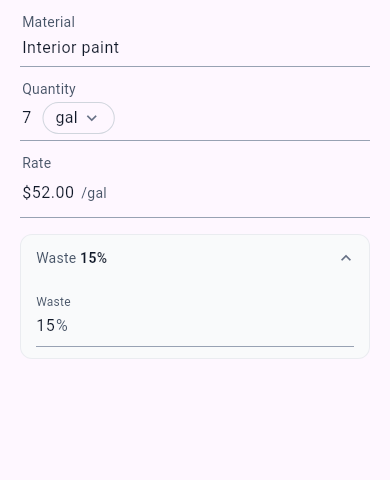 Material
Interior paint
Quantity
7 gal
Rate
$52.00 /gal
Waste 15%
Waste
15%